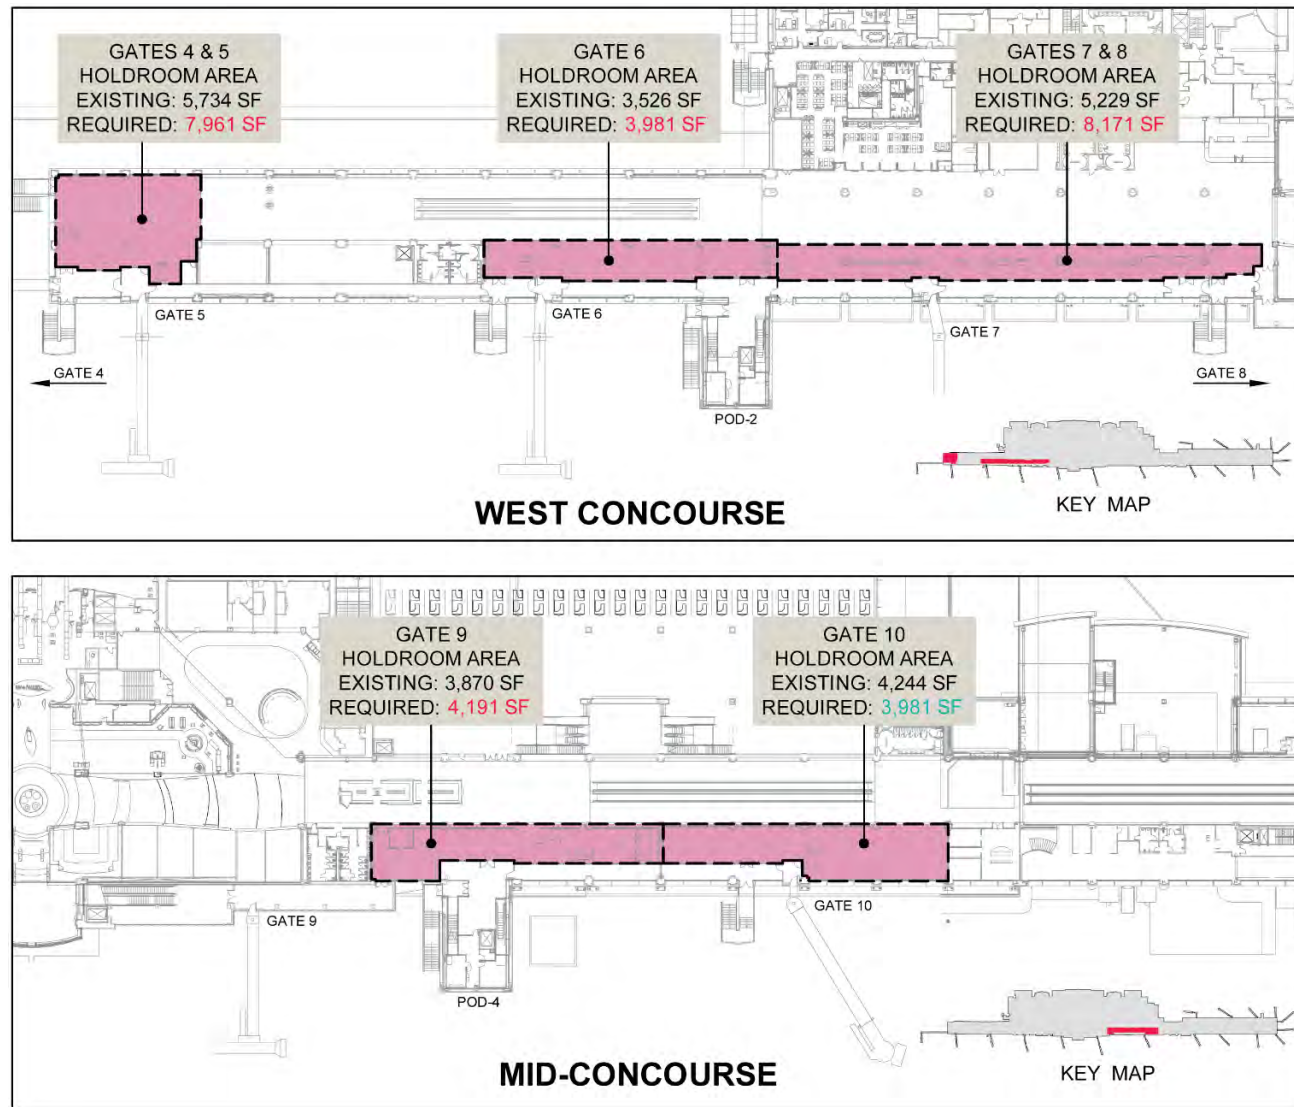 GATES 4 & 5
HOLDROOM AREA
EXISTING: 5,734 SF
REQUIRED: 7,961 SF
GATE 6
HOLDROOM AREA
EXISTING: 3,526 SF
REQUIRED: 3,981 SF
GATES 7 & 8
HOLDROOM AREA
EXISTING: 5,229 SF
REQUIRED: 8,171 SF
GATE 5
GATE 6
GATE 7
GATE 4
GATE 8
POD-2
WEST CONCOURSE
KEY MAP
GATE 9
HOLDROOM AREA
EXISTING: 3,870 SF
REQUIRED: 4,191 SF
GATE 10
HOLDROOM AREA
EXISTING: 4,244 SF
REQUIRED: 3,981 SF
GATE 9
GATE 10
POD-4
MID-CONCOURSE
KEY MAP